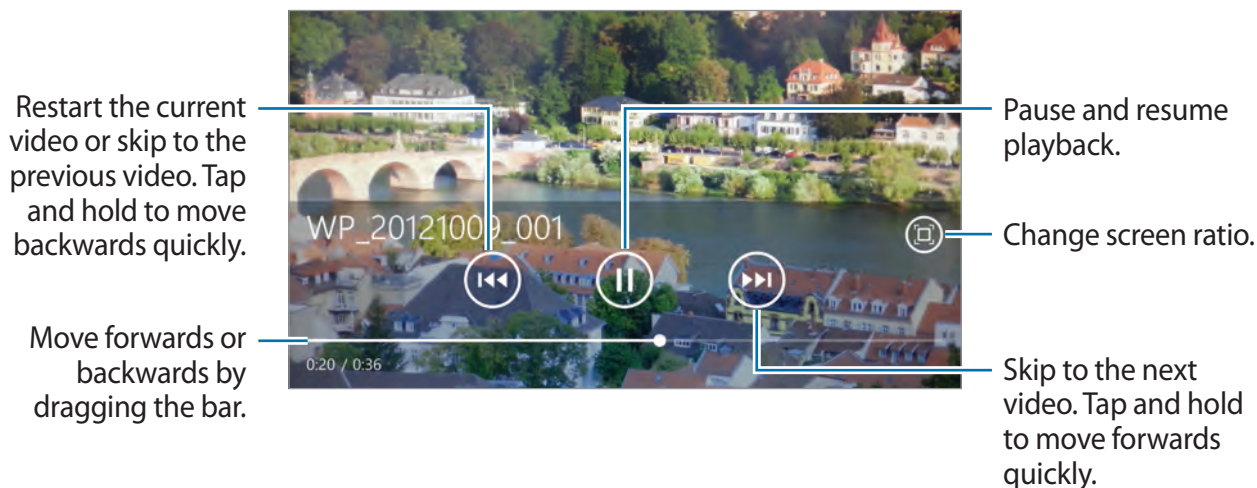 Restart the current
video or skip to the
previous video. Tap
and hold to move
backwards quickly.
Move forwards or
backwards by
dragging the bar.
WP_20121009_001
0:20 / 0:36
Pause and resume
playback.
Change screen ratio.
Skip to the next
video. Tap and hold
to move forwards
quickly.